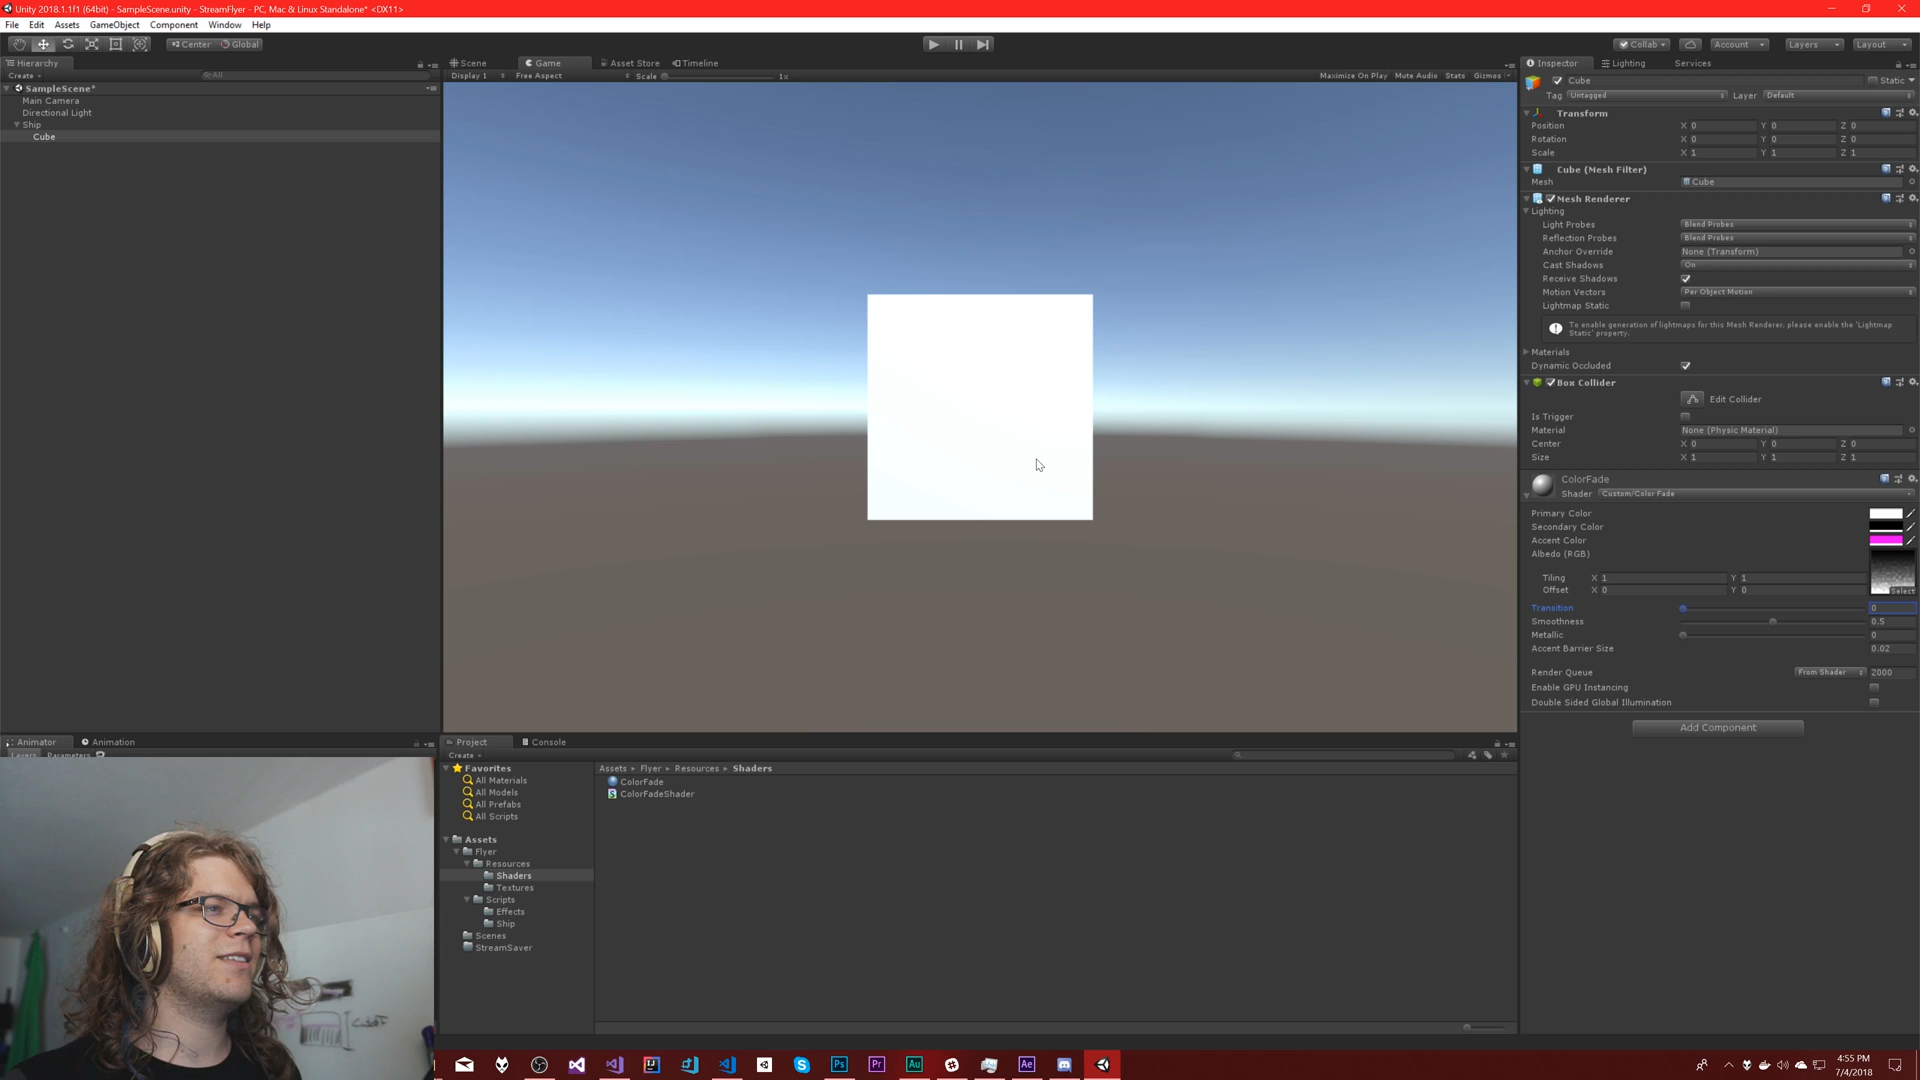 Unity 2018.1.1f1 (64bit) - SampleScene.unity - StreamFlyer - PC, Mac & Linux Standalone* <DX11>
File Edit Assets GameObject Component Window Help
Center Global Collab Account Layers Layout
Hierarchy
Create All
SampleScene*
Main Camera
Directional Light
Ship
Cube
Scene Game Asset Store Timeline
Display 1 Free Aspect Scale 1x Maximize On Play Mute Audio Stats Gizmos
Inspector Lighting Services
Cube Static
Tag Untagged Layer Default
Transform
Position X 0 Y 0 Z 0
Rotation X 0 Y 0 Z 0
Scale X 1 Y 1 Z 1
Cube (Mesh Filter)
Mesh Cube
Mesh Renderer
Lighting
Light Probes Blend Probes
Reflection Probes Blend Probes
Anchor Override None (Transform)
Cast Shadows On
Receive Shadows
Motion Vectors Per Object Motion
Lightmap Static
To enable generation of lightmaps for this Mesh Renderer, please enable the 'Lightmap
Static' property.
Materials
Dynamic Occluded
Box Collider
Edit Collider
Is Trigger
Material None (Physic Material)
Center X 0 Y 0 Z 0
Size X 1 Y 1 Z 1
ColorFade
Shader Custom/Color Fade
Primary Color
Secondary Color
Accent Color
Albedo (RGB)
Tiling X 1 Y 1
Offset X 0 Y 0
Select
Transition 0
Smoothness 0.5
Metallic 0
Accent Barrier Size 0.02
Render Queue From Shader 2000
Enable GPU Instancing
Double Sided Global Illumination
Add Component
Animator Animation
Layers Parameters
Project Console
Create
Favorites
All Materials
All Models
All Prefabs
All Scripts
Assets
Flyer
Resources
Shaders
Textures
Scripts
Effects
Ship
Scenes
StreamSaver
Assets Flyer Resources Shaders
ColorFade
ColorFadeShader
Ps Pr Au Ae
4:55 PM
7/4/2018